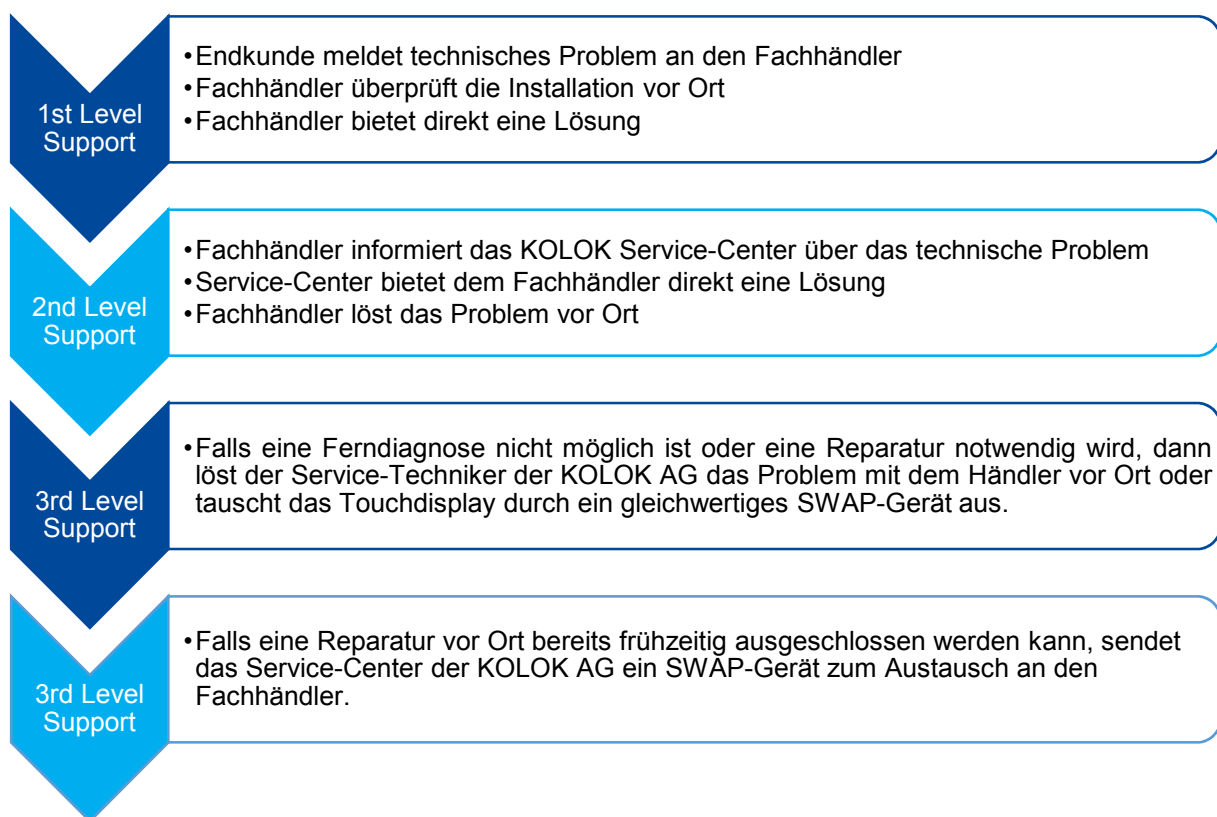 1st Level
Support
•Endkunde meldet technisches Problem an den Fachhändler
•Fachhändler überprüft die Installation vor Ort
•Fachhändler bietet direkt eine Lösung
2nd Level
Support
•Fachhändler informiert das KOLOK Service-Center über das technische Problem
•Service-Center bietet dem Fachhändler direkt eine Lösung
•Fachhändler löst das Problem vor Ort
3rd Level
Support
•Falls eine Ferndiagnose nicht möglich ist oder eine Reparatur notwendig wird, dann
löst der Service-Techniker der KOLOK AG das Problem mit dem Händler vor Ort oder
tauscht das Touchdisplay durch ein gleichwertiges SWAP-Gerät aus.
3rd Level
Support
•Falls eine Reparatur vor Ort bereits frühzeitig ausgeschlossen werden kann, sendet
das Service-Center der KOLOK AG ein SWAP-Gerät zum Austausch an den
Fachhändler.